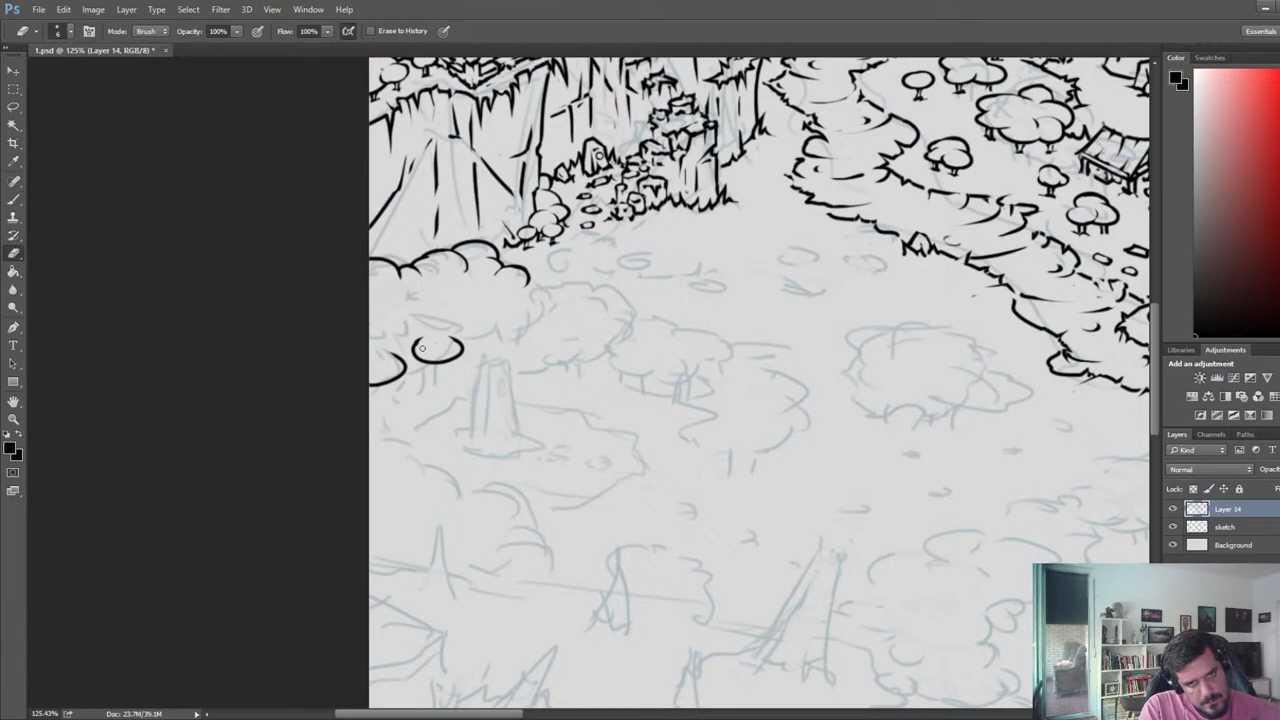 Ps File Edit Image Layer Type Select Filter 3D View Window Help
6 Mode: Brush Opacity: 100% Flow: 100% Erase to History Essentials
1.psd @ 125% (Layer 14, RGB/8) * ×
Color Swatches
Libraries Adjustments
Add an adjustment
Layers Channels Paths
Kind
Normal Opacity
Lock:
Layer 14
sketch
Background
125.43% Doc: 23.7M/39.1M